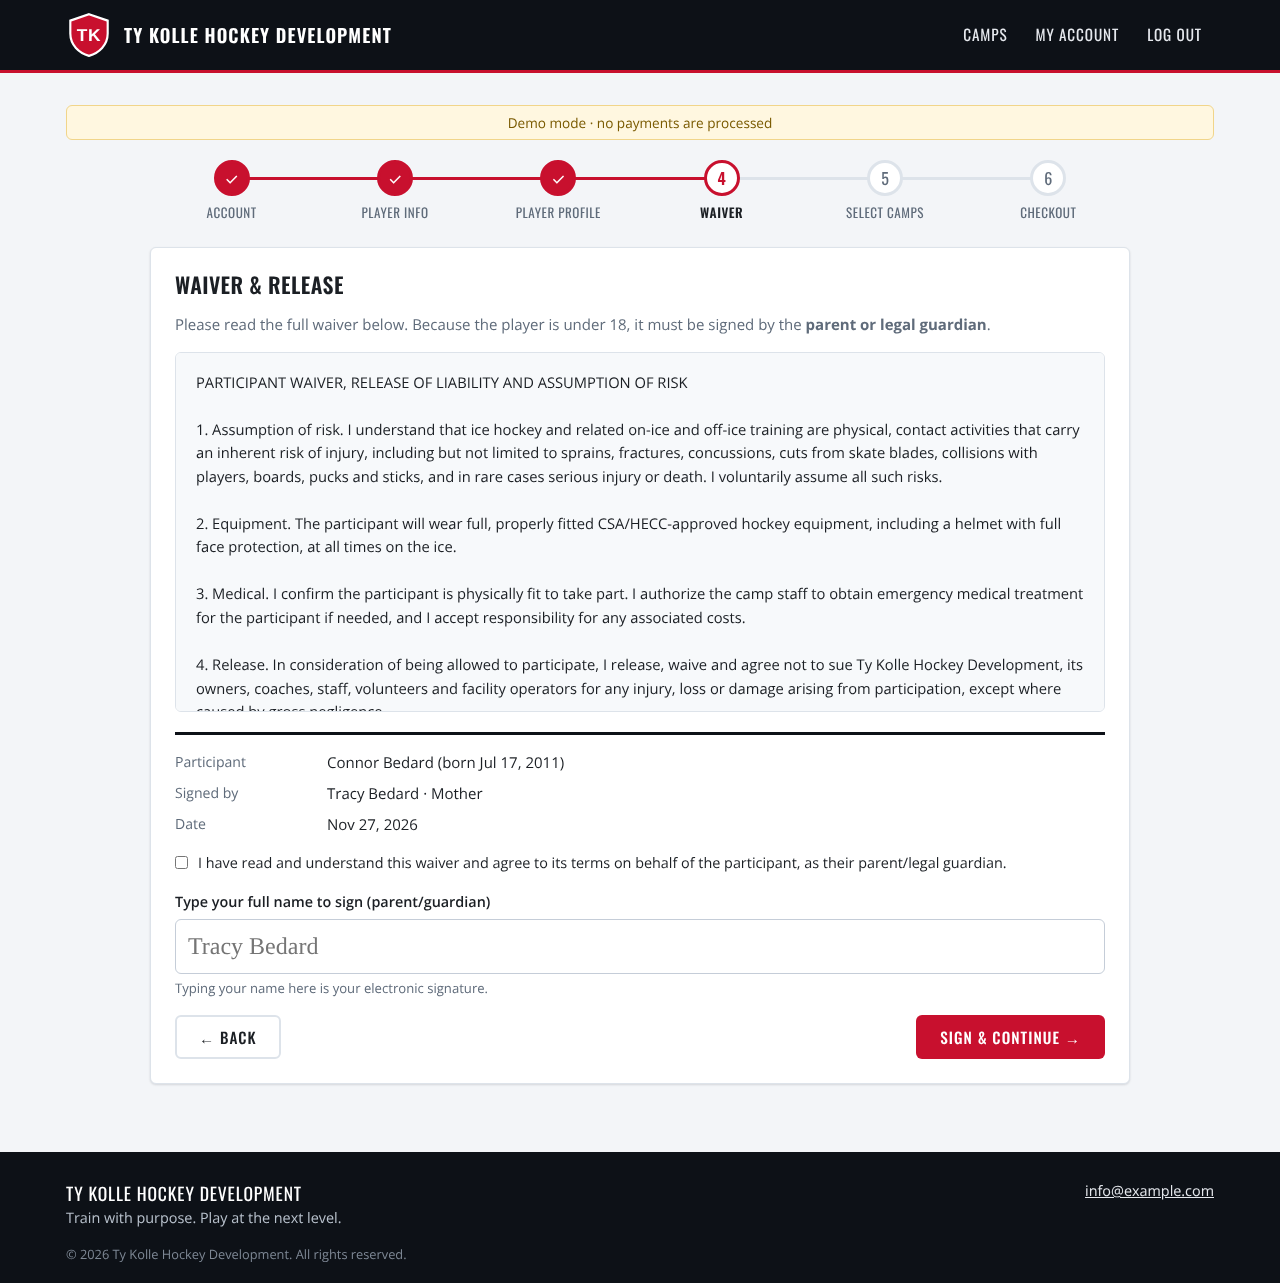 TK TY KOLLE HOCKEY DEVELOPMENT
CAMPS MY ACCOUNT LOG OUT
Demo mode · no payments are processed
✓ ✓ ✓ 4 5 6
ACCOUNT PLAYER INFO PLAYER PROFILE WAIVER SELECT CAMPS CHECKOUT
WAIVER & RELEASE
Please read the full waiver below. Because the player is under 18, it must be signed by the parent or legal guardian.
PARTICIPANT WAIVER, RELEASE OF LIABILITY AND ASSUMPTION OF RISK
1. Assumption of risk. I understand that ice hockey and related on-ice and off-ice training are physical, contact activities that carry
an inherent risk of injury, including but not limited to sprains, fractures, concussions, cuts from skate blades, collisions with
players, boards, pucks and sticks, and in rare cases serious injury or death. I voluntarily assume all such risks.
2. Equipment. The participant will wear full, properly fitted CSA/HECC-approved hockey equipment, including a helmet with full
face protection, at all times on the ice.
3. Medical. I confirm the participant is physically fit to take part. I authorize the camp staff to obtain emergency medical treatment
for the participant if needed, and I accept responsibility for any associated costs.
4. Release. In consideration of being allowed to participate, I release, waive and agree not to sue Ty Kolle Hockey Development, its
owners, coaches, staff, volunteers and facility operators for any injury, loss or damage arising from participation, except where
caused by gross negligence.
Participant Connor Bedard (born Jul 17, 2011)
Signed by Tracy Bedard · Mother
Date Nov 27, 2026
I have read and understand this waiver and agree to its terms on behalf of the participant, as their parent/legal guardian.
Type your full name to sign (parent/guardian)
Tracy Bedard
Typing your name here is your electronic signature.
← BACK SIGN & CONTINUE →
TY KOLLE HOCKEY DEVELOPMENT
info@example.com
Train with purpose. Play at the next level.
© 2026 Ty Kolle Hockey Development. All rights reserved.